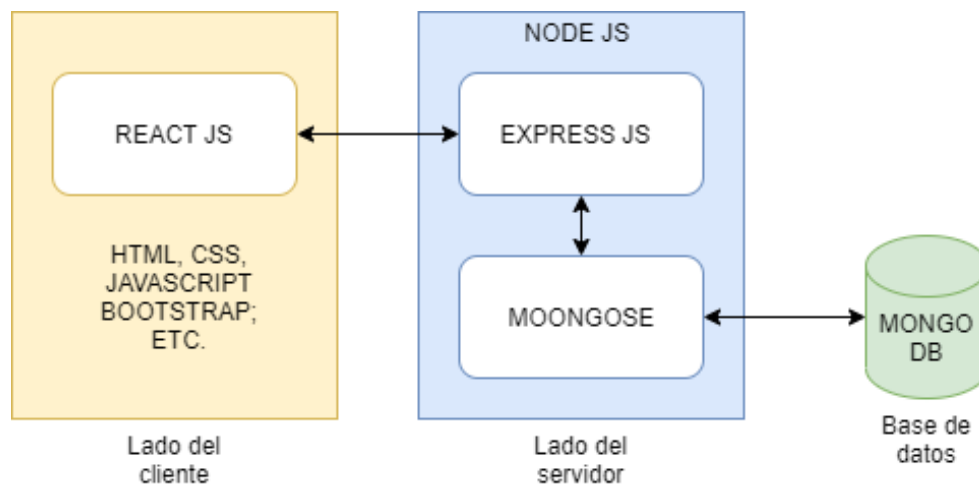 REACT JS
HTML, CSS,
JAVASCRIPT
BOOTSTRAP;
ETC.
Lado del
cliente
NODE JS
EXPRESS JS
MOONGOSE
Lado del
servidor
MONGO
DB
Base de
datos